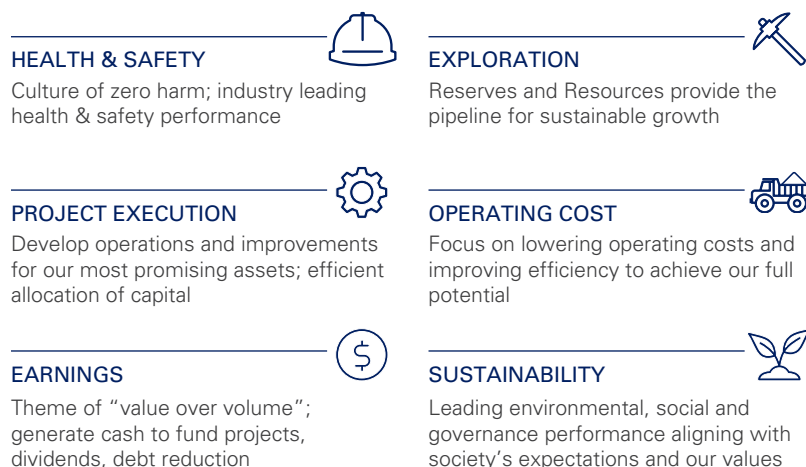 HEALTH & SAFETY
Culture of zero harm; industry leading
health & safety performance
EXPLORATION
Reserves and Resources provide the
pipeline for sustainable growth
PROJECT EXECUTION
Develop operations and improvements
for our most promising assets; efficient
allocation of capital
OPERATING COST
Focus on lowering operating costs and
improving efficiency to achieve our full
potential
$
EARNINGS
Theme of “value over volume”;
generate cash to fund projects,
dividends, debt reduction
SUSTAINABILITY
Leading environmental, social and
governance performance aligning with
society’s expectations and our values